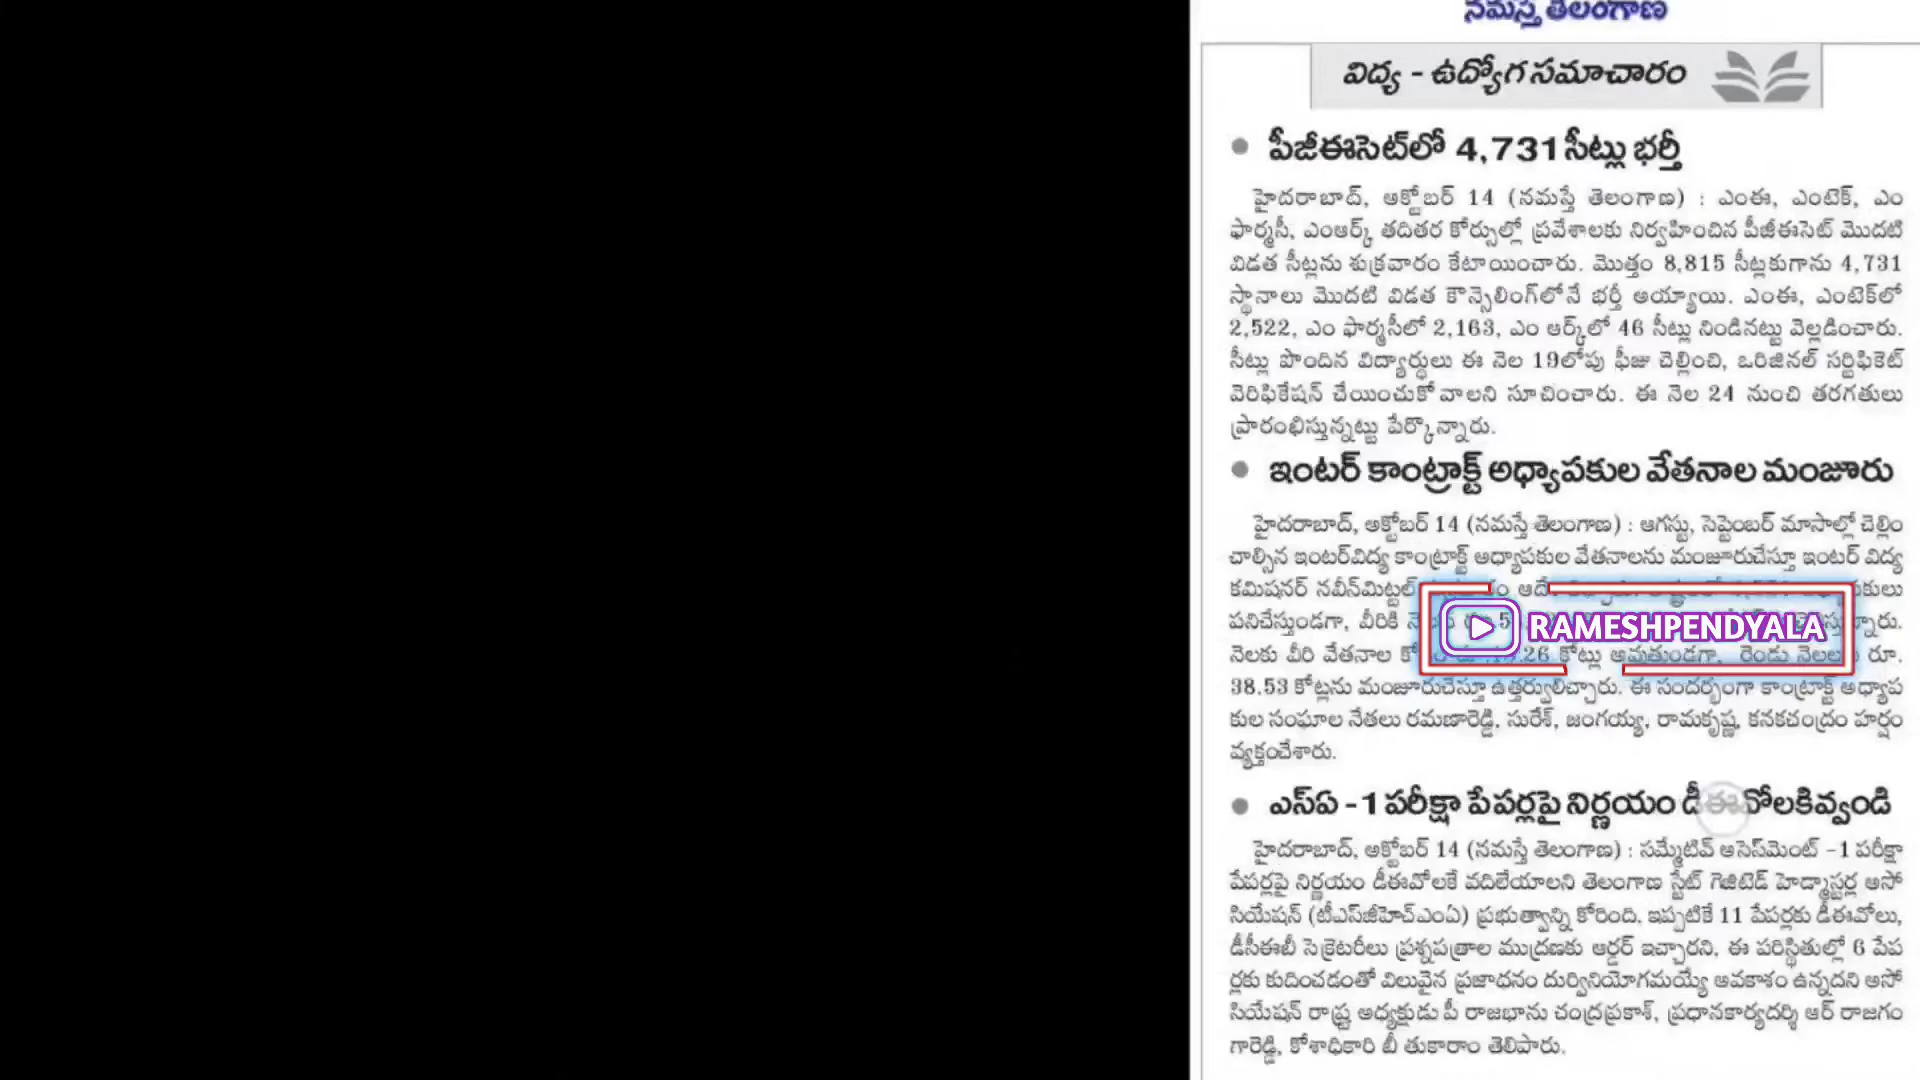 నమస్తే తెలంగాణ
విద్య - ఉద్యోగ సమాచారం
• పీజీఈసెట్‌లో 4,731 సీట్లు భర్తీ
హైదరాబాద్, అక్టోబర్ 14 (నమస్తే తెలంగాణ) : ఎంఈ, ఎంటెక్, ఎం
ఫార్మసీ, ఎంఆర్క్ తదితర కోర్సుల్లో ప్రవేశాలకు నిర్వహించిన పీజీఈసెట్ మొదటి
విడత సీట్లను శుక్రవారం కేటాయించారు. మొత్తం 8,815 సీట్లకుగాను 4,731
స్థానాలు మొదటి విడత కౌన్సెలింగ్‌లోనే భర్తీ అయ్యాయి. ఎంఈ, ఎంటెక్‌లో
2,522, ఎం ఫార్మసీలో 2,163, ఎం ఆర్క్‌లో 46 సీట్లు నిండినట్టు వెల్లడించారు.
సీట్లు పొందిన విద్యార్థులు ఈ నెల 19లోపు ఫీజు చెల్లించి, ఒరిజినల్ సర్టిఫికెట్
వెరిఫికేషన్ చేయించుకోవాలని సూచించారు. ఈ నెల 24 నుంచి తరగతులు
ప్రారంభిస్తున్నట్టు పేర్కొన్నారు.
• ఇంటర్ కాంట్రాక్ట్ అధ్యాపకుల వేతనాల మంజూరు
హైదరాబాద్, అక్టోబర్ 14 (నమస్తే తెలంగాణ) : ఆగస్టు, సెప్టెంబర్ మాసాల్లో చెల్లిం
చాల్సిన ఇంటర్‌విద్య కాంట్రాక్ట్ అధ్యాపకుల వేతనాలను మంజూరుచేస్తూ ఇంటర్ విద్య
కమిషనర్ నవీన్‌మిట్టల్
పనిచేస్తుండగా, వీరికి
RAMESHPENDYALA
నెలకు వీరి వేతనాల కోట్లు అవుతుండగా, రెండు నెలలకు రూ.
38.53 కోట్లను మంజూరుచేస్తూ ఉత్తర్వులిచ్చారు. ఈ సందర్భంగా కాంట్రాక్ట్ అధ్యాప
కుల సంఘాల నేతలు రమణారెడ్డి, సురేశ్, జంగయ్య, రామకృష్ణ, కనకచంద్రం హర్షం
వ్యక్తంచేశారు.
• ఎస్ఏ -1 పరీక్షా పేపర్లపై నిర్ణయం డీఈవోలకివ్వండి
హైదరాబాద్, అక్టోబర్ 14 (నమస్తే తెలంగాణ) : సమ్మేటివ్ అసెస్‌మెంట్ -1 పరీక్షా
పేపర్లపై నిర్ణయం డీఈవోలకే వదిలేయాలని తెలంగాణ స్టేట్ గెజిటెడ్ హెడ్మాస్టర్ల అసో
సియేషన్ (టీఎస్‌జీహెచ్ఎంఏ) ప్రభుత్వాన్ని కోరింది. ఇప్పటికే 11 పేపర్లకు డీఈవోలు,
డీసీఈబీ సెక్రెటరీలు ప్రశ్నపత్రాల ముద్రణకు ఆర్డర్ ఇచ్చారని, ఈ పరిస్థితుల్లో 6 పేప
ర్లకు కుదించడంతో విలువైన ప్రజాధనం దుర్వినియోగమయ్యే అవకాశం ఉన్నదని అసో
సియేషన్ రాష్ట్ర అధ్యక్షుడు పీ రాజభాను చంద్రప్రకాశ్, ప్రధానకార్యదర్శి ఆర్ రాజగం
గారెడ్డి, కోశాధికారి బీ తుకారాం తెలిపారు.